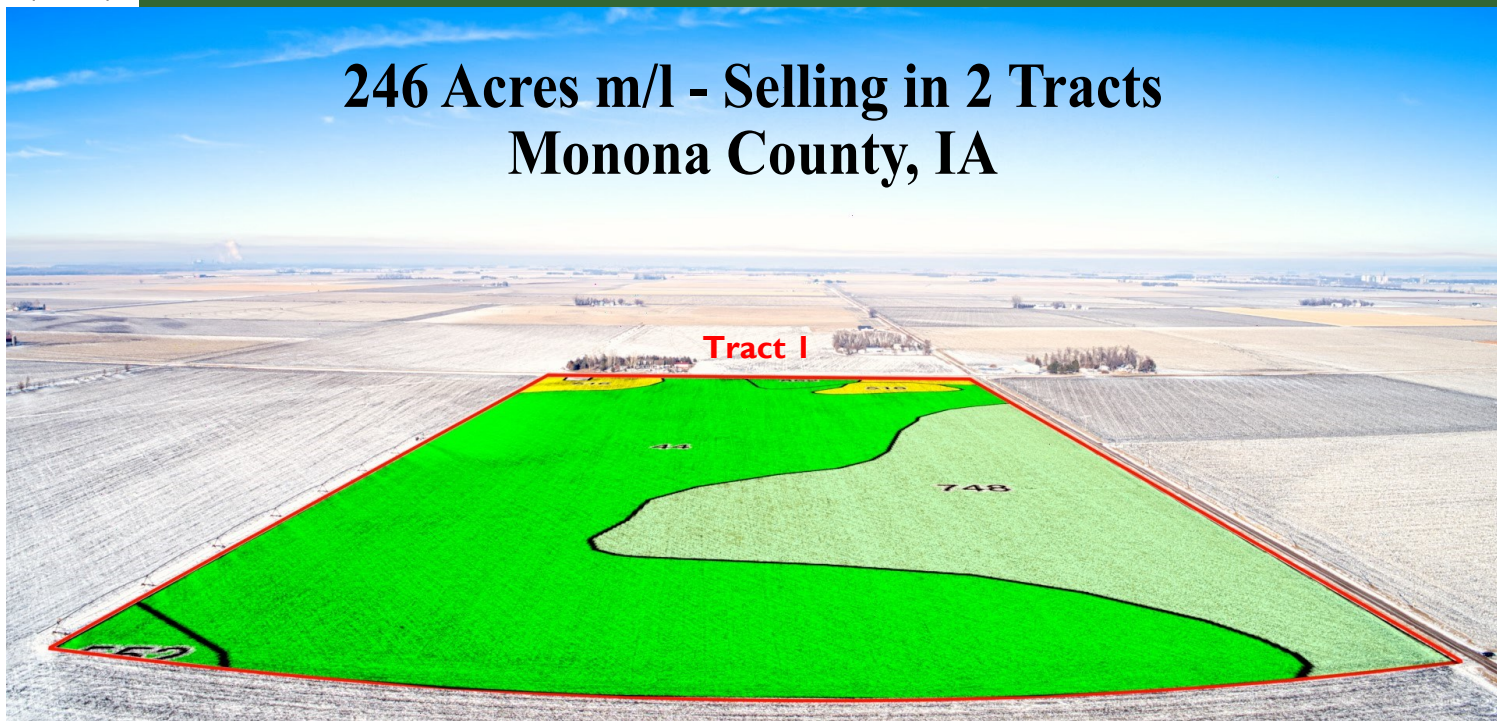 246 Acres m/l - Selling in 2 Tracts
Monona County, IA
Tract 1
44
748